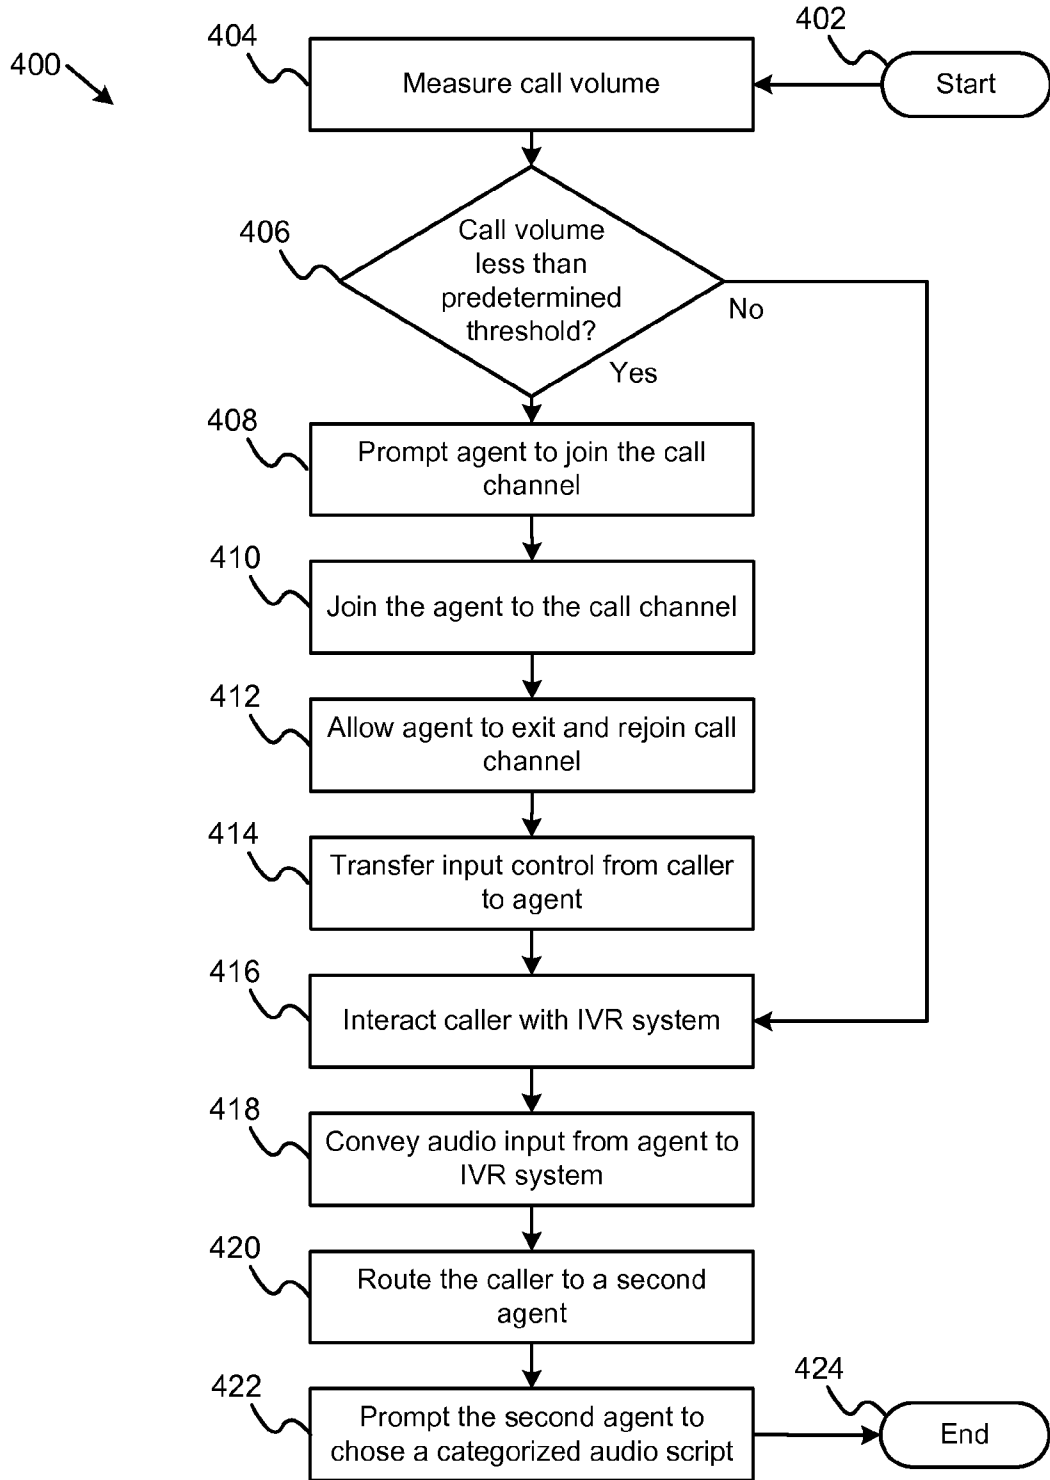 400
404
Measure call volume
402
Start
406
Call volume
less than
predetermined
threshold?
No
Yes
408
Prompt agent to join the call
channel
410
Join the agent to the call channel
412
Allow agent to exit and rejoin call
channel
414
Transfer input control from caller
to agent
416
Interact caller with IVR system
418
Convey audio input from agent to
IVR system
420
Route the caller to a second
agent
422
Prompt the second agent to
chose a categorized audio script
424
End